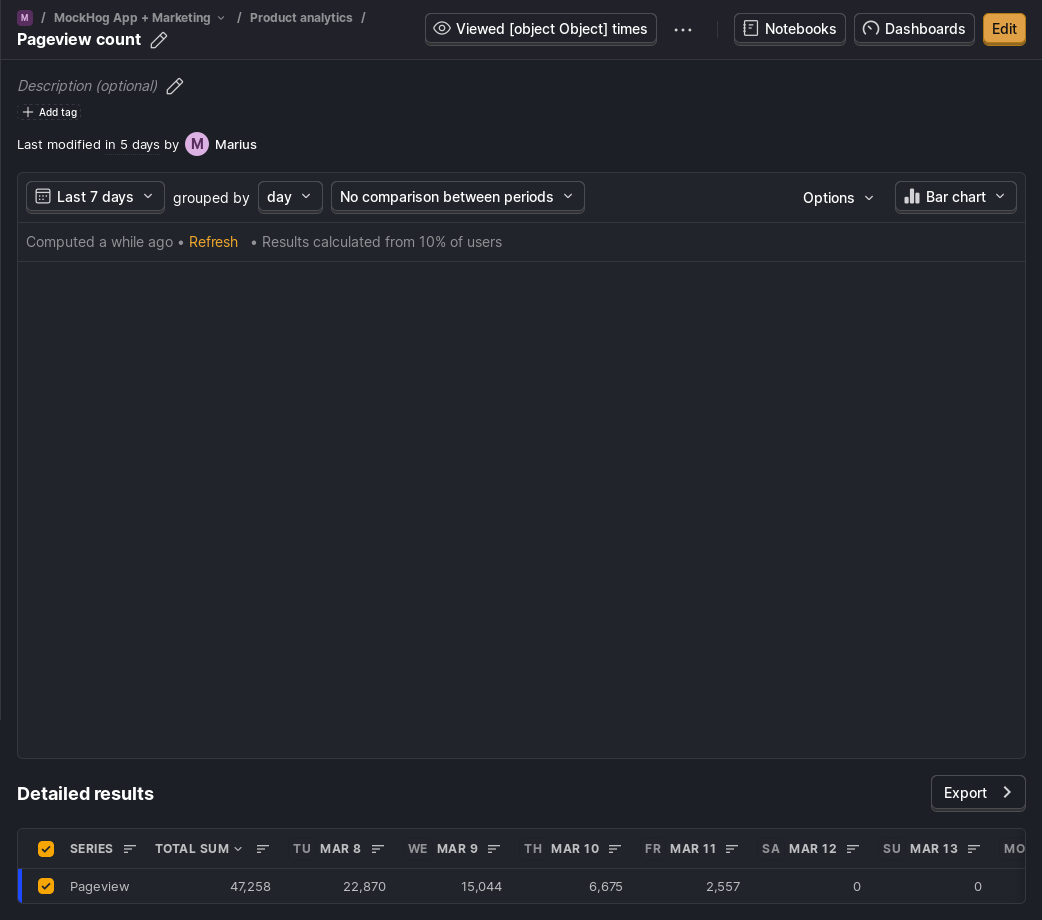 M / MockHog App + Marketing / Product analytics /
Pageview count
Viewed [object Object] times
Notebooks
Dashboards
Edit
Description (optional)
Add tag
Last modified in 5 days by M Marius
Last 7 days grouped by day No comparison between periods Options Bar chart
Computed a while ago • Refresh • Results calculated from 10% of users
Detailed results
Export
SERIES TOTAL SUM TU MAR 8 WE MAR 9 TH MAR 10 FR MAR 11 SA MAR 12 SU MAR 13 MO
Pageview 47,258 22,870 15,044 6,675 2,557 0 0